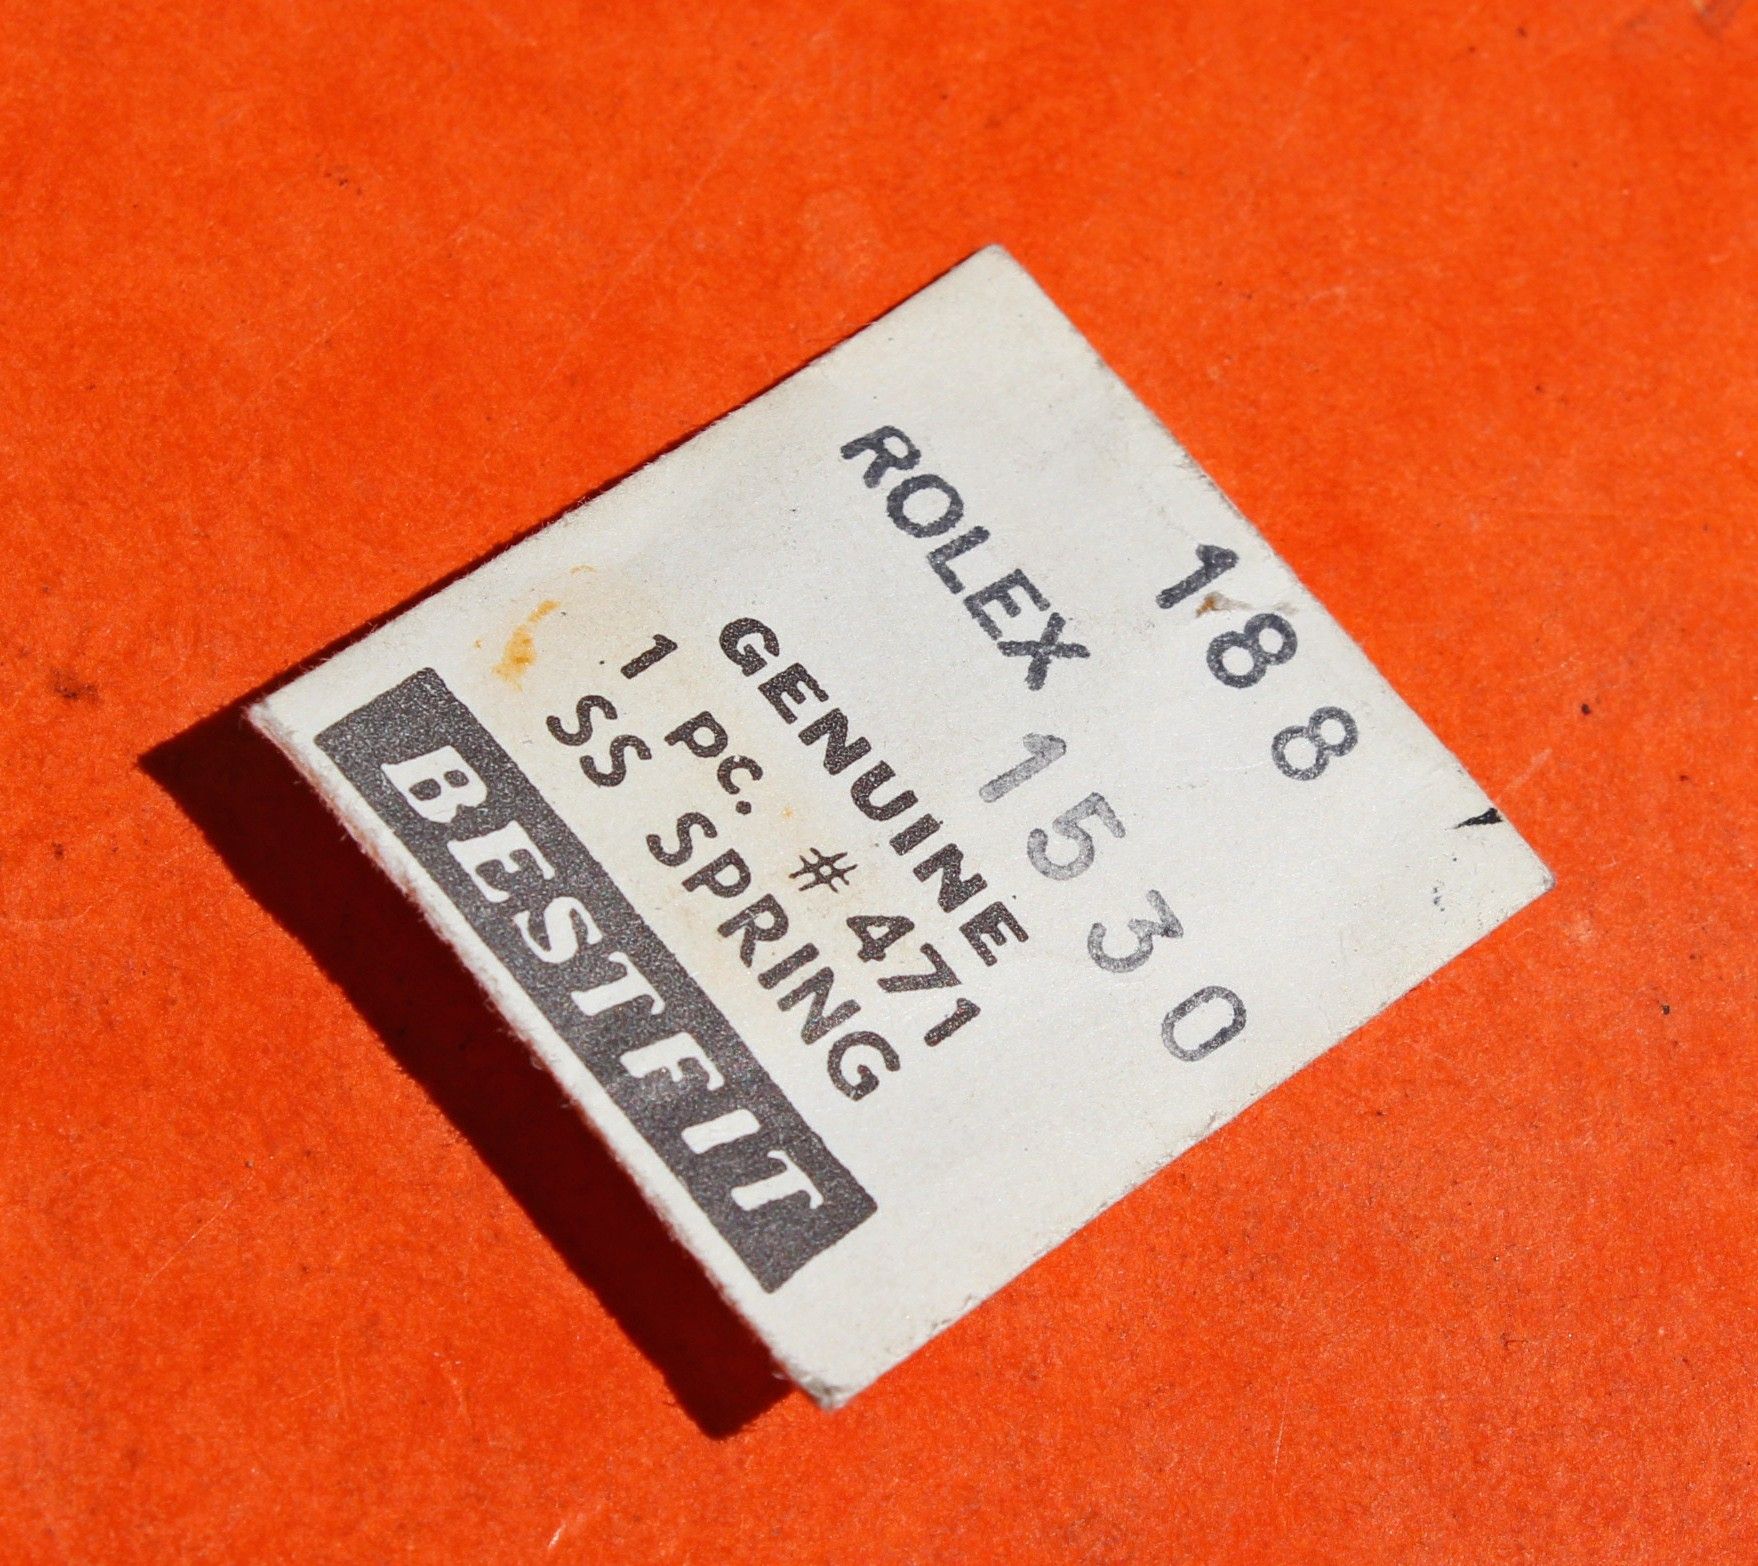 188
ROLEX 1530
GENUINE
1 PC. # 471
SS SPRING
BESTFIT